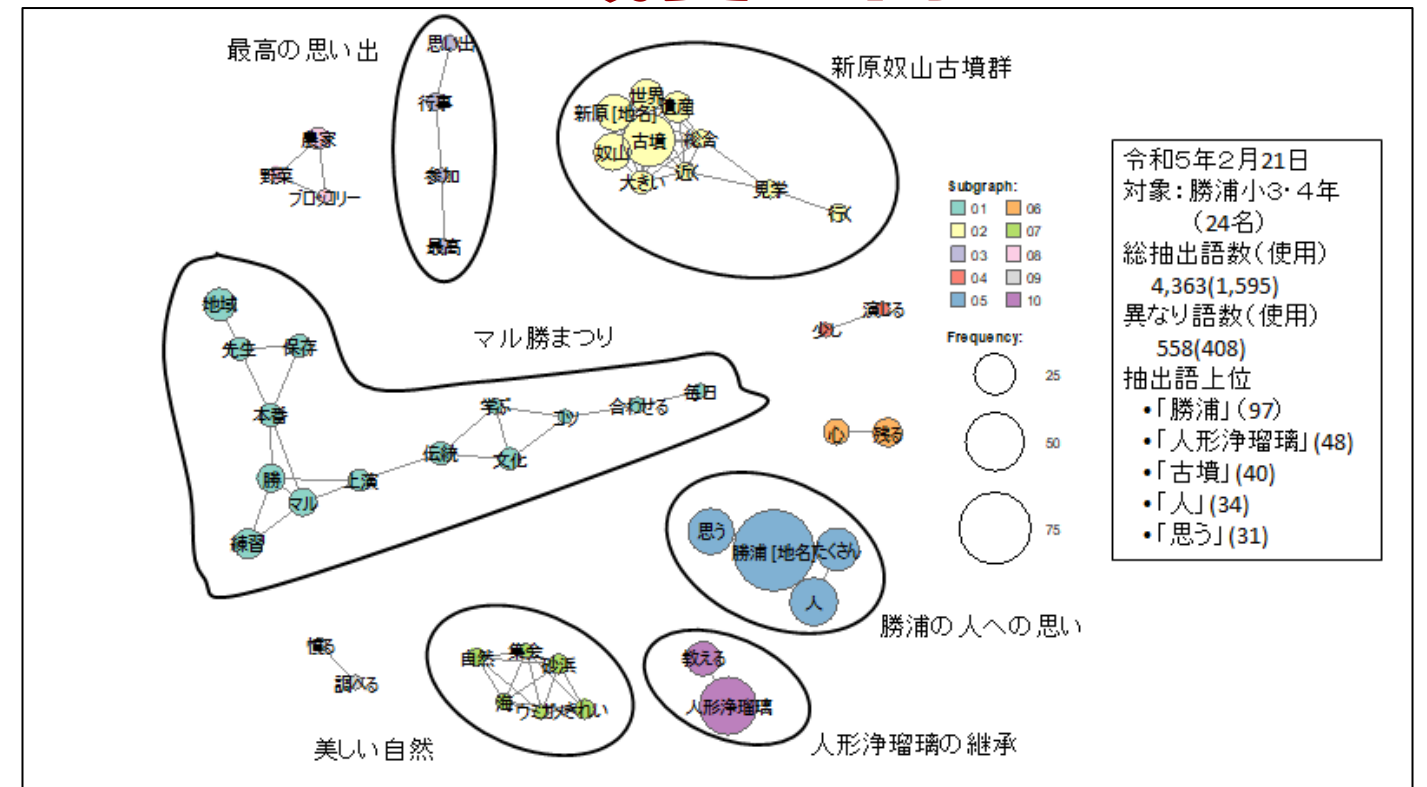 最高の思い出
思い出
行事
参加
最高
農家
野菜
ブロッコリー
新原奴山古墳群
世界
遺産
新原[地名]
古墳
総合
奴山
大きい
近く
見学
行く
令和5年2月21日
対象:勝浦小3・4年
(24名)
総抽出語数(使用)
4,363(1,595)
異なり語数(使用)
558(408)
抽出語上位
•「勝浦」(97)
•「人形浄瑠璃」(48)
•「古墳」(40)
•「人」(34)
•「思う」(31)
Subgraph:
01 06
02 07
03 08
04 09
05 10
Frequency:
25
50
75
マル勝まつり
地域
先生
保存
本番
勝
マル
上演
練習
伝統
学ぶ
文化
コツ
合わせる
毎日
少し
演じる
心
残る
思う
勝浦[地名]
たくさん
人
勝浦の人への思い
調べる
自然
集会
砂浜
海
ウミガメ
きれい
美しい自然
教える
人形浄瑠璃
人形浄瑠璃の継承